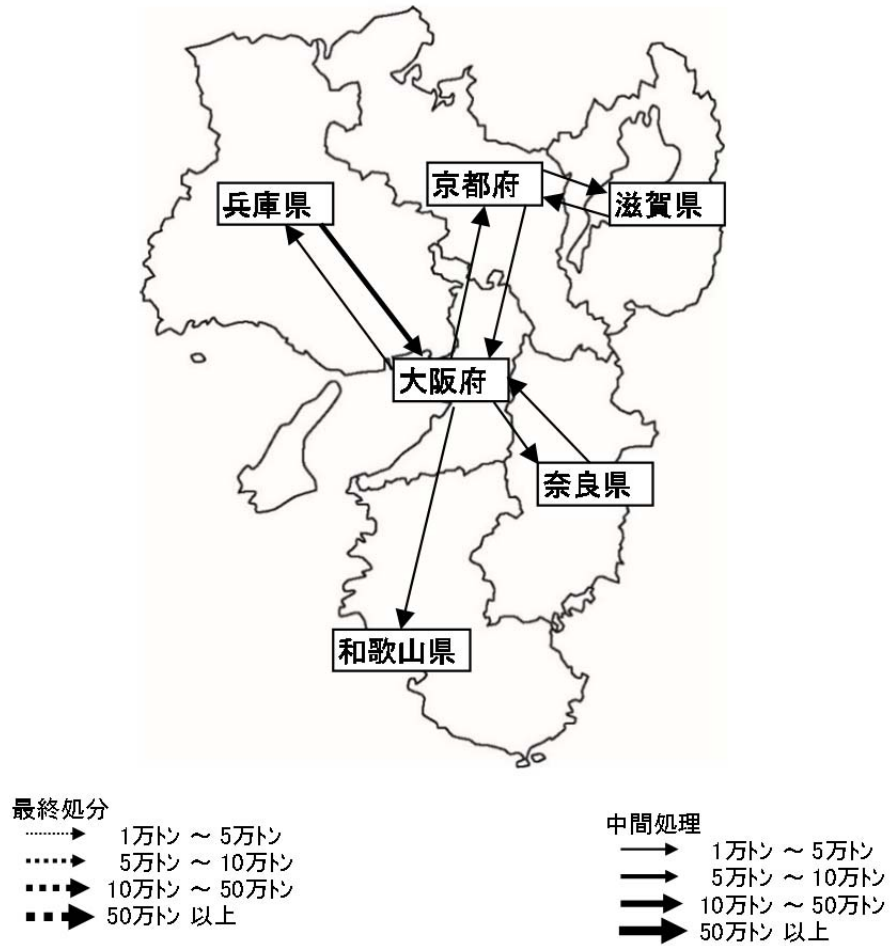 京都府
兵庫県
滋賀県
大阪府
奈良県
和歌山県
最終処分
1万トン ～ 5万トン
5万トン ～ 10万トン
10万トン ～ 50万トン
50万トン 以上
中間処理
1万トン ～ 5万トン
5万トン ～ 10万トン
10万トン ～ 50万トン
50万トン 以上